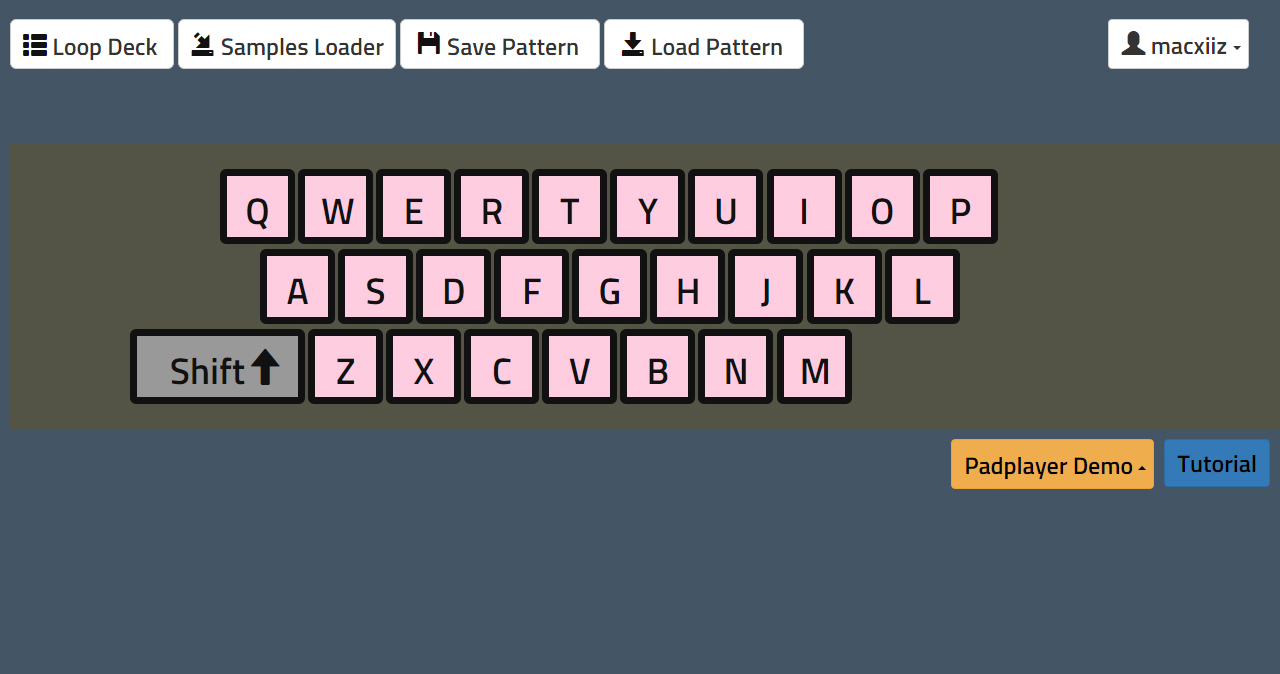 Loop Deck Samples Loader Save Pattern Load Pattern macxiiz
Q W E R T Y U I O P
A S D F G H J K L
Shift Z X C V B N M
Padplayer Demo Tutorial